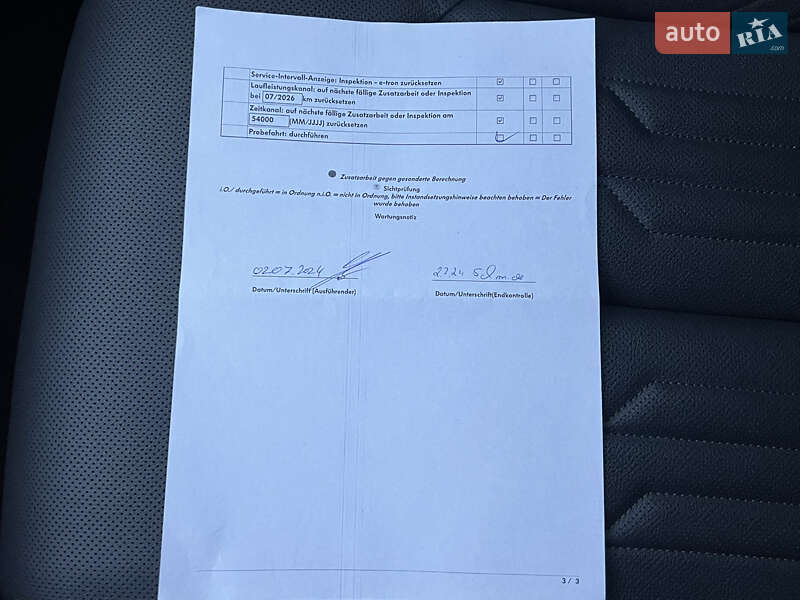 auto RIA .com
Service-Intervall-Anzeige: Inspektion – e-tron zurücksetzen
Laufleistungskanal: auf nächste fällige Zusatzarbeit oder Inspektion
bei 07/2026 km zurücksetzen
Zeitkanal: auf nächste fällige Zusatzarbeit oder Inspektion am
54000 (MM/JJJJ) zurücksetzen
Probefahrt: durchführen
Zusatzarbeit gegen gesonderte Berechnung
Sichtprüfung
i.O./ durchgeführt = in Ordnung n.i.O. = nicht in Ordnung, bitte Instandsetzungshinweise beachten behoben = Der Fehler
wurde behoben
Wartungsnotiz
02.07.2024
Datum/Unterschrift (Ausführender) Datum/Unterschrift(Endkontrolle)
3 / 3